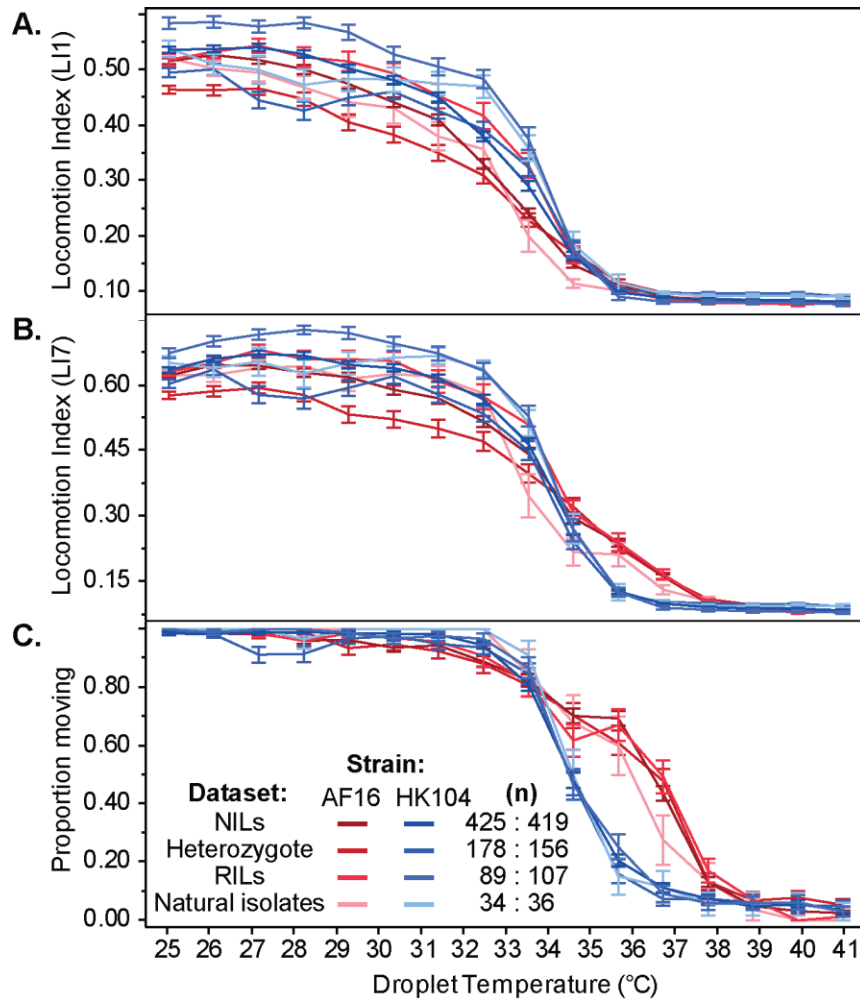 A.
Locomotion Index (LI1)
0.50
0.40
0.30
0.20
0.10
B.
Locomotion Index (LI7)
0.60
0.45
0.30
0.15
C.
Proportion moving
0.80
0.60
0.40
0.20
0.00
Strain:
Dataset: AF16 HK104 (n)
NILs 425 : 419
Heterozygote 178 : 156
RILs 89 : 107
Natural isolates 34 : 36
25 26 27 28 29 30 31 32 33 34 35 36 37 38 39 40 41
Droplet Temperature (°C)